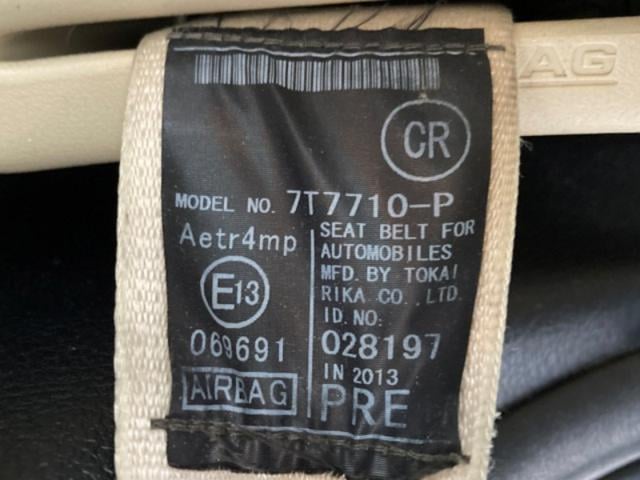 AG
CR
MODEL NO. 7T7710-P
Aetr4mp
E13
069691
AIRBAG
SEAT BELT FOR
AUTOMOBILES
MFD. BY TOKAI
RIKA CO., LTD.
ID. NO:
028197
IN 2013
PRE